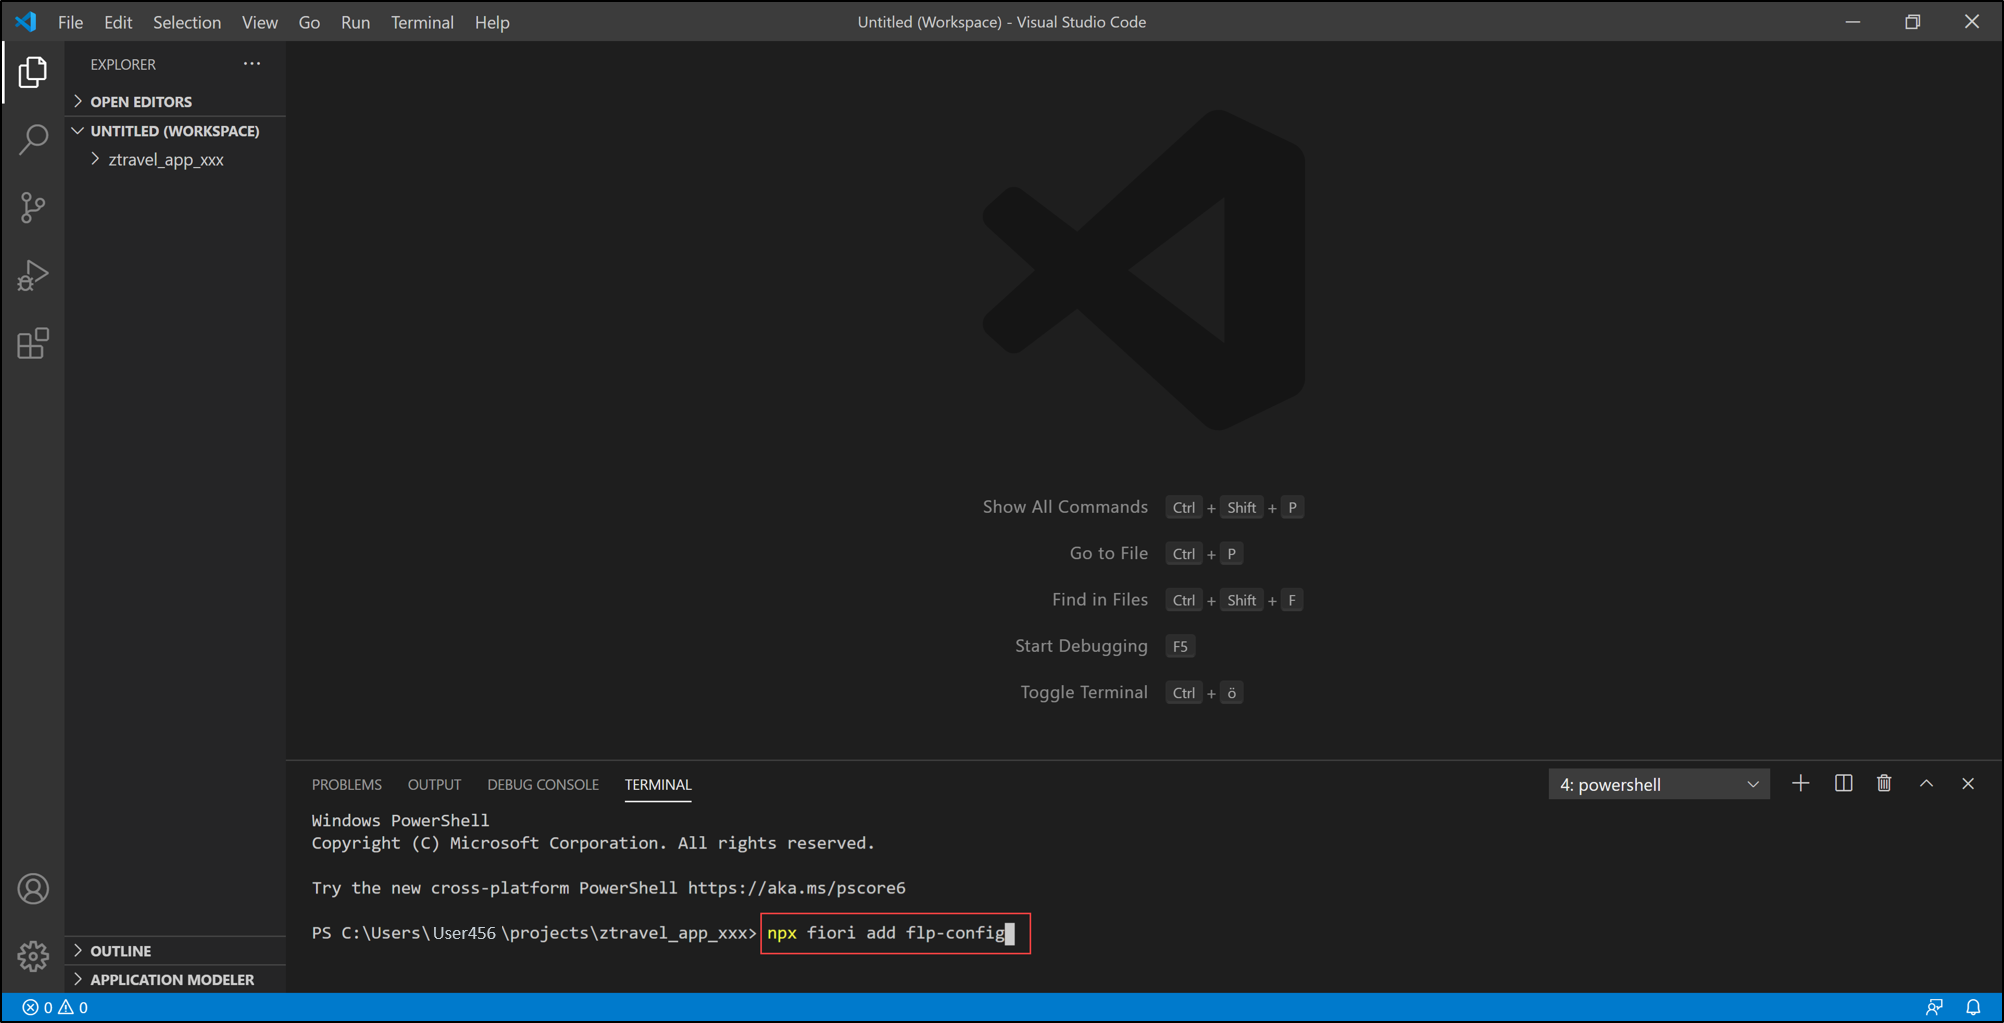 File Edit Selection View Go Run Terminal Help
Untitled (Workspace) - Visual Studio Code
EXPLORER
OPEN EDITORS
UNTITLED (WORKSPACE)
ztravel_app_xxx
Show All Commands Ctrl + Shift + P
Go to File Ctrl + P
Find in Files Ctrl + Shift + F
Start Debugging F5
Toggle Terminal Ctrl + ö
PROBLEMS OUTPUT DEBUG CONSOLE TERMINAL
4: powershell
Windows PowerShell
Copyright (C) Microsoft Corporation. All rights reserved.
Try the new cross-platform PowerShell https://aka.ms/pscore6
PS C:\Users\User456 \projects\ztravel_app_xxx> npx fiori add flp-config
OUTLINE
APPLICATION MODELER
0 0